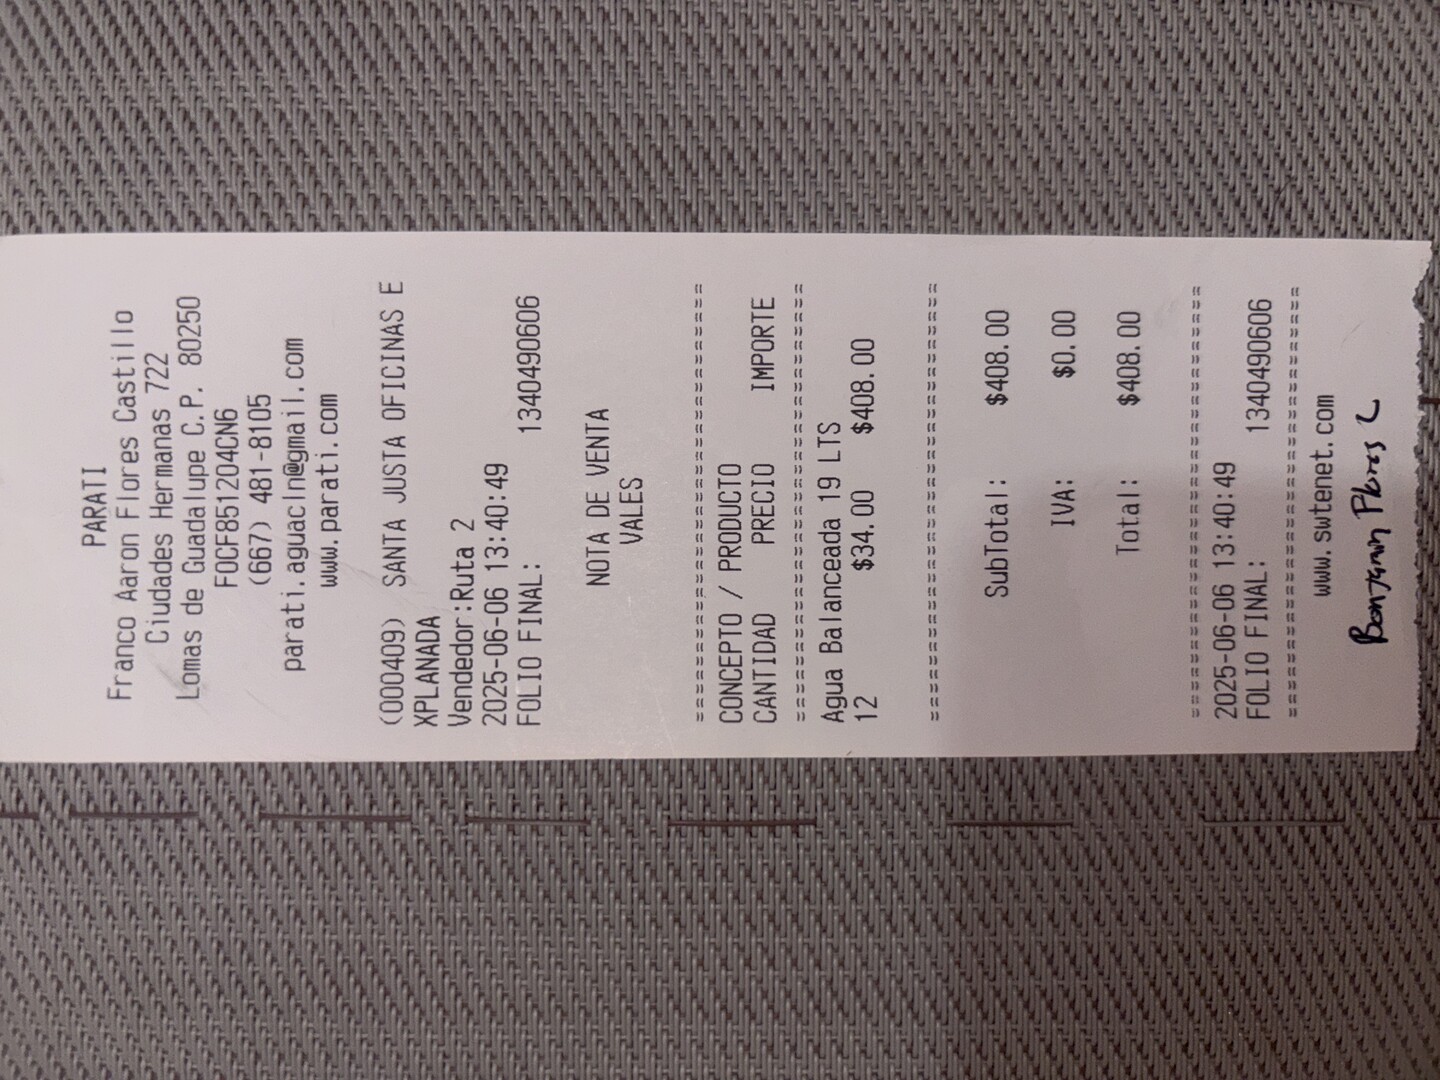 PARATI
Franco Aaron Flores Castillo
Ciudades Hermanas 722
Lomas de Guadalupe C.P. 80250
FOCF851204CN6
(667) 481-8105
parati.aguacln@gmail.com
www.parati.com
(000409) SANTA JUSTA OFICINAS E
XPLANADA
Vendedor:Ruta 2
2025-06-06 13:40:49
FOLIO FINAL: 1340490606
NOTA DE VENTA
VALES
================================
CONCEPTO / PRODUCTO
CANTIDAD PRECIO IMPORTE
================================
Agua Balanceada 19 LTS
12 $34.00 $408.00
================================
SubTotal: $408.00
IVA: $0.00
Total: $408.00
================================
2025-06-06 13:40:49
FOLIO FINAL: 1340490606
================================
www.swtenet.com
Flores